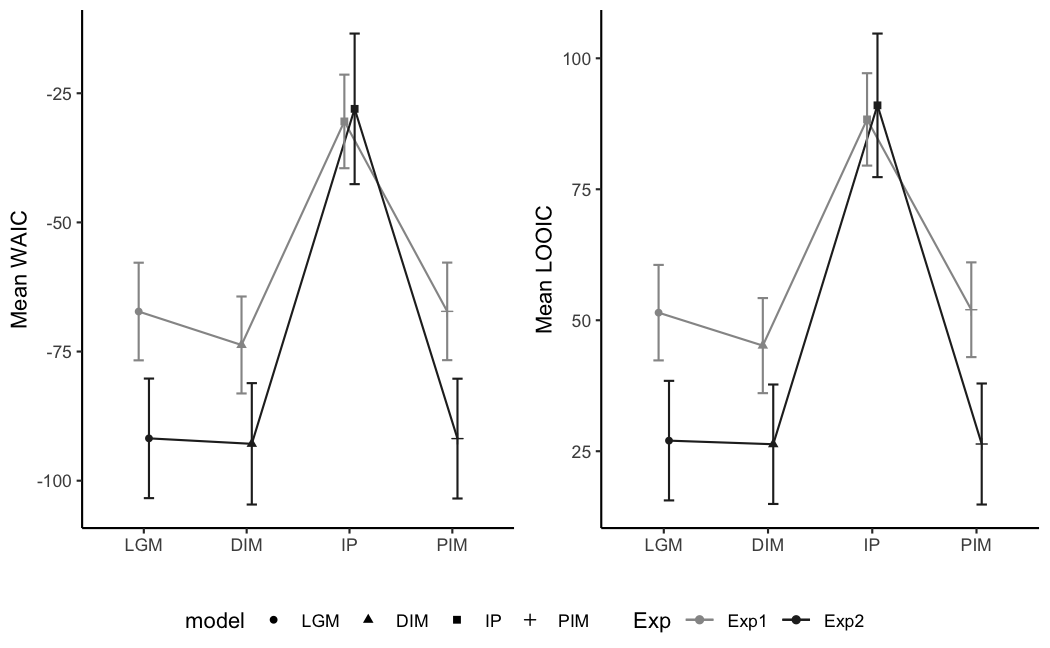 Mean WAIC
-25
-50
-75
-100
LGM DIM IP PIM
Mean LOOIC
100
75
50
25
LGM DIM IP PIM
model LGM DIM IP PIM Exp Exp1 Exp2